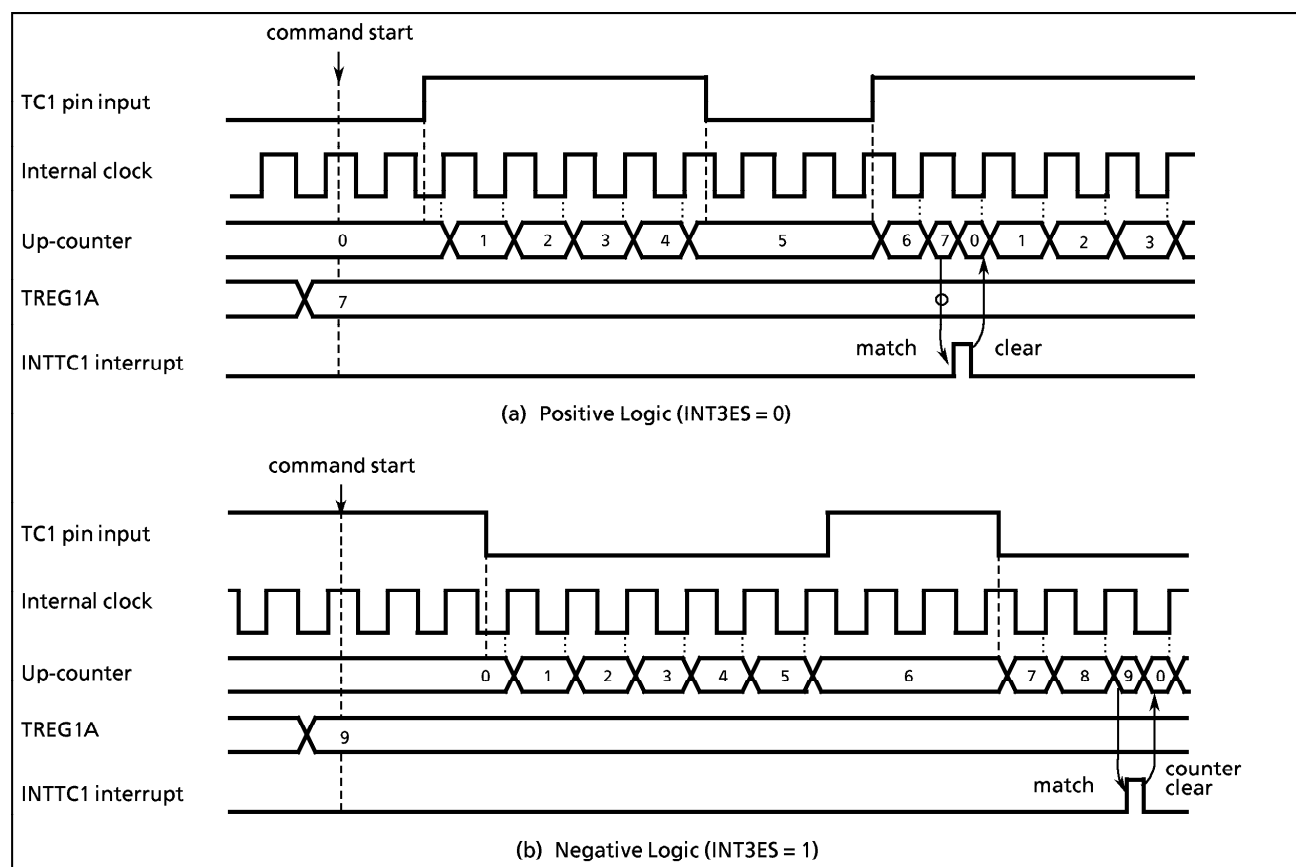 command start
TC1 pin input
Internal clock
Up-counter 0 1 2 3 4 5 6 7 0 1 2 3
TREG1A 7
match clear
INTTC1 interrupt
(a) Positive Logic (INT3ES = 0)
command start
TC1 pin input
Internal clock
Up-counter 0 1 2 3 4 5 6 7 8 9 0
TREG1A 9
match counter clear
INTTC1 interrupt
(b) Negative Logic (INT3ES = 1)